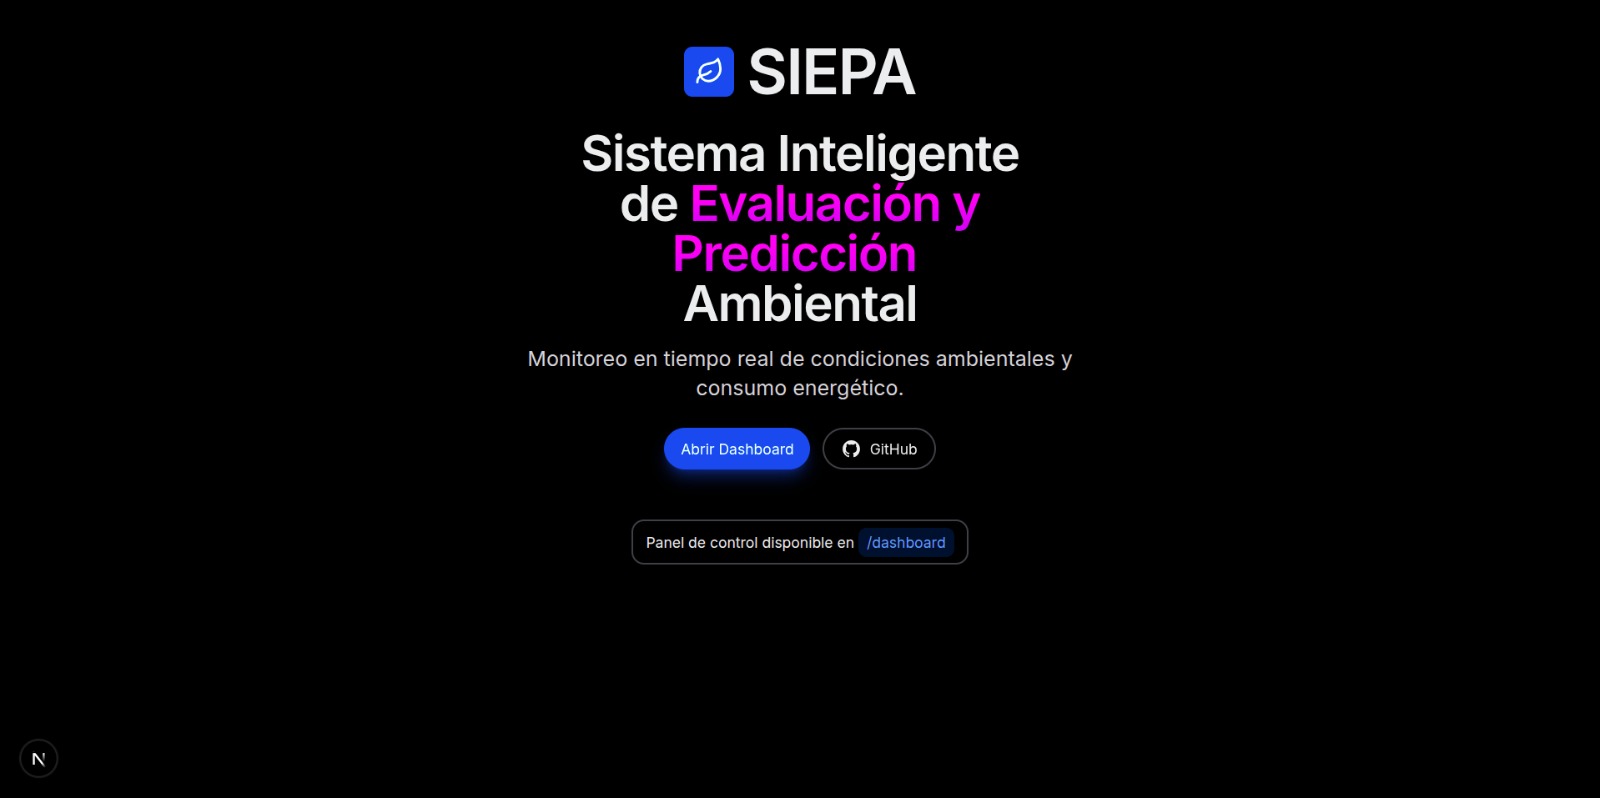 SIEPA
Sistema Inteligente
de Evaluación y
Predicción
Ambiental
Monitoreo en tiempo real de condiciones ambientales y
consumo energético.
Abrir Dashboard
GitHub
Panel de control disponible en /dashboard
N